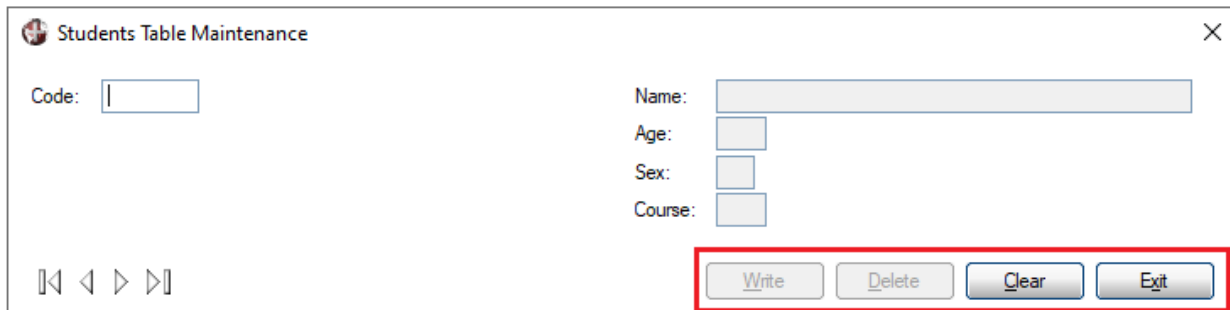 Students Table Maintenance
Code:
Name:
Age:
Sex:
Course:
Write Delete Clear Exit